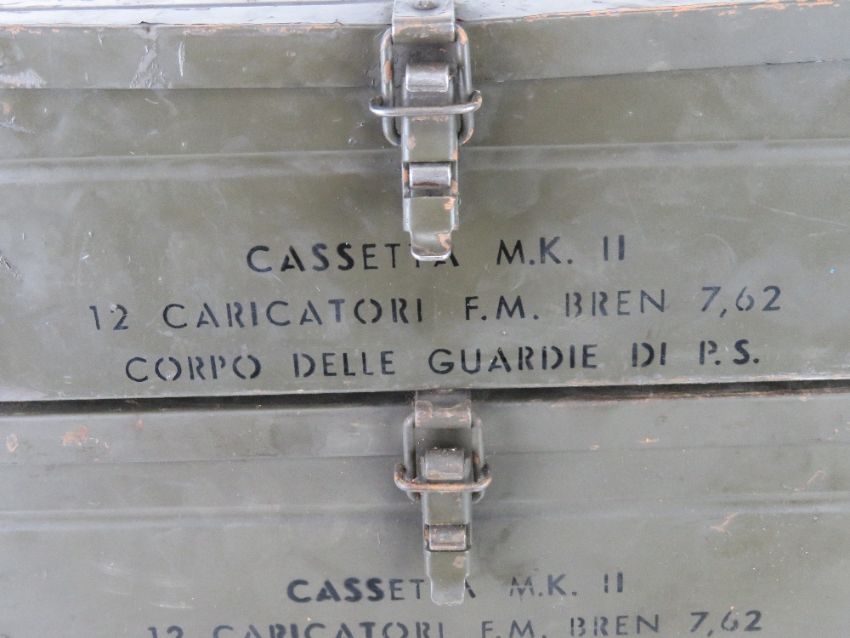 CASSETTA M.K. II
12 CARICATORI F.M. BREN 7,62
CORPO DELLE GUARDIE DI P.S.
CASSETTA M.K. II
12 CARICATORI F.M. BREN 7,62